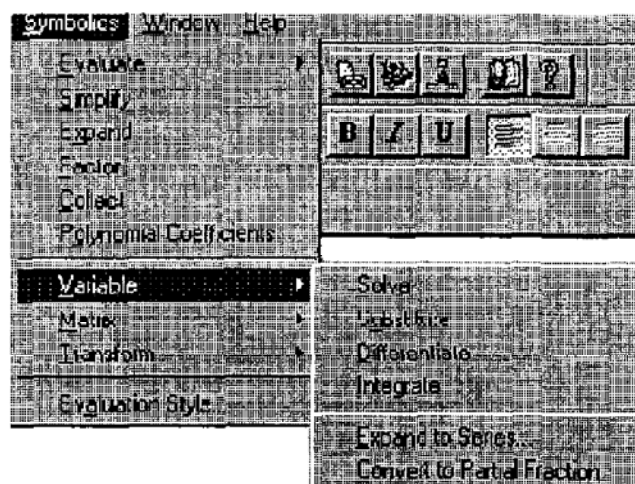 Symbolics Window Help
Evaluate
Simplify
Expand
Factor
Collect
Polynomial Coefficients
Variable
Matrix
Transform
Evaluation Style...
B I U
Solve
Substitute
Differentiate
Integrate
Expand to Series...
Convert to Partial Fraction